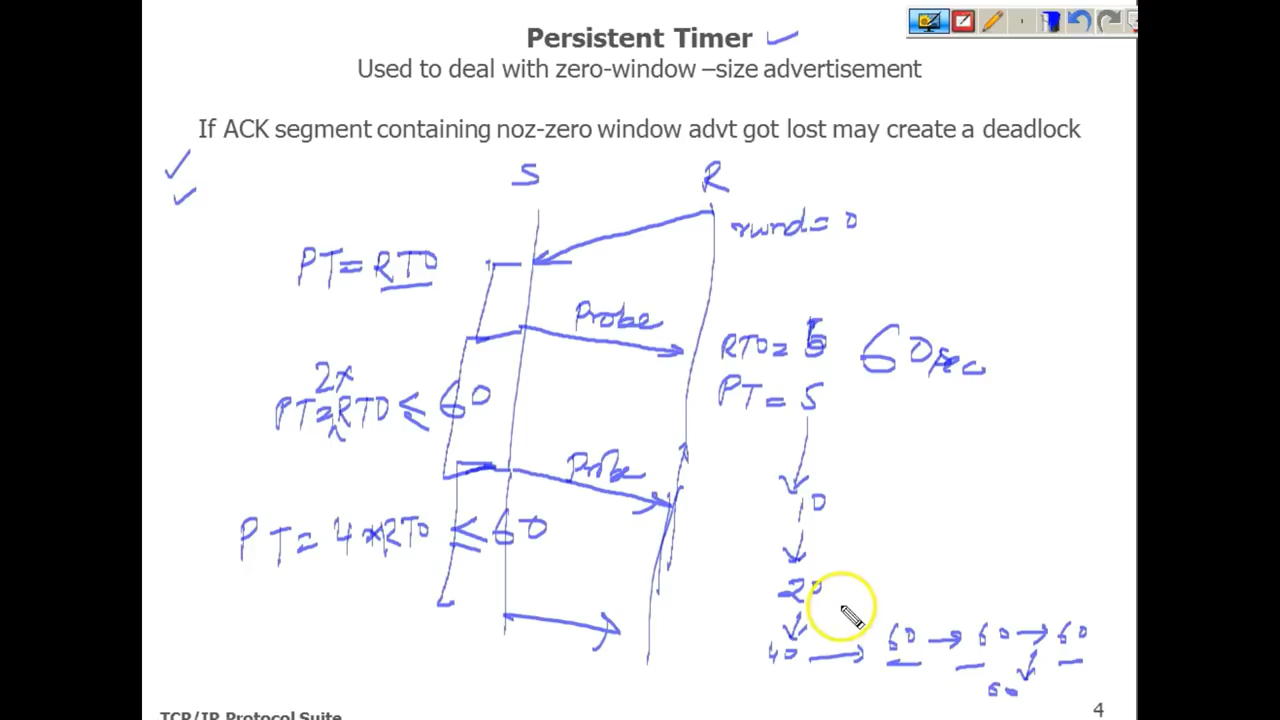 Persistent Timer
Used to deal with zero-window –size advertisement
If ACK segment containing noz-zero window advt got lost may create a deadlock
S R
rwnd = 0
PT = RTO
Probe
RTO = 5 60 sec
PT = 5
2x
PT = RTO ≤ 60
Probe
10
PT = 4 x RTO ≤ 60
20
40 → 60 → 60 → 60
60
TCP/IP Protocol Suite
4